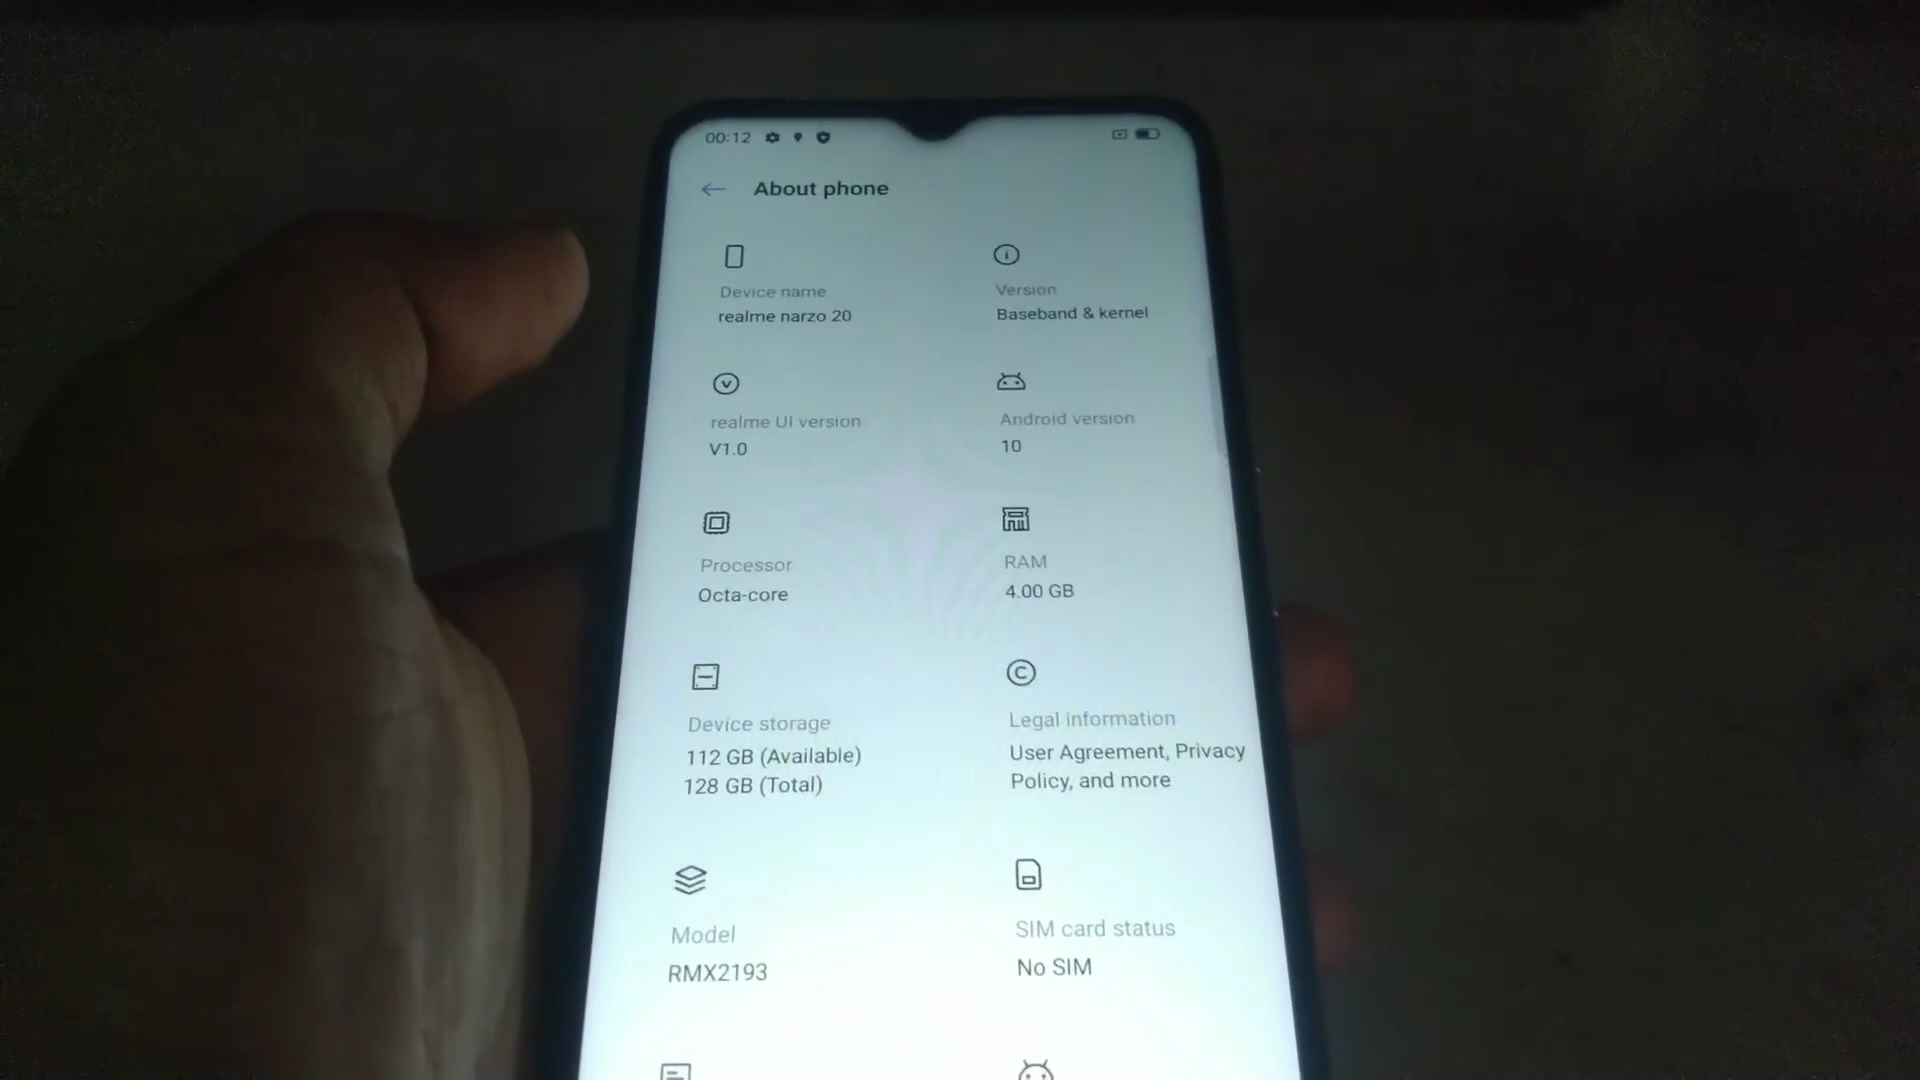 00:12
About phone
Device name
realme narzo 20
Version
Baseband & kernel
realme UI version
V1.0
Android version
10
Processor
Octa-core
RAM
4.00 GB
Device storage
112 GB (Available)
128 GB (Total)
Legal information
User Agreement, Privacy
Policy, and more
Model
RMX2193
SIM card status
No SIM